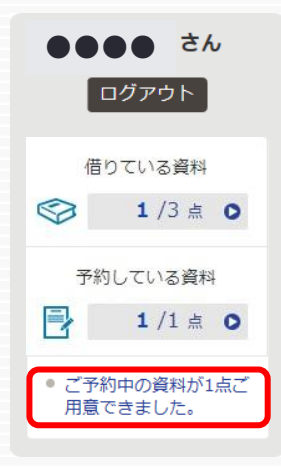 ●●●● さん
ログアウト
借りている資料
1 /3 点
予約している資料
1 /1 点
ご予約中の資料が1点ご
用意できました。